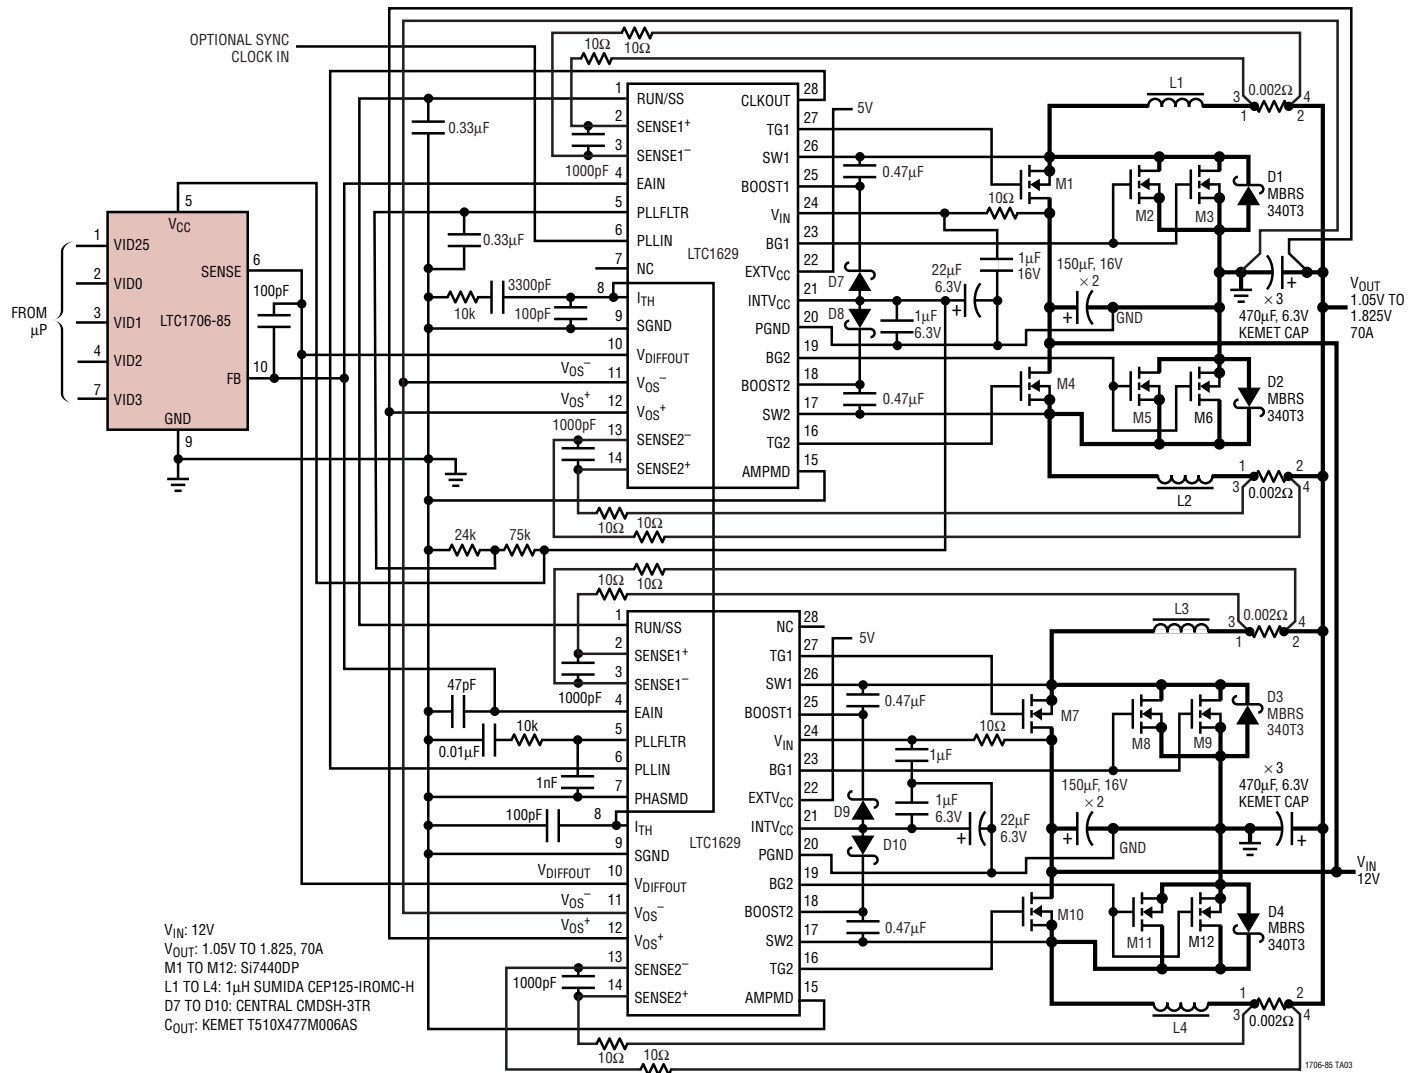 OPTIONAL SYNC
CLOCK IN
10Ω
10Ω
1
RUN/SS
2
SENSE1+
3
SENSE1−
4
EAIN
5
PLLFLTR
6
PLLIN
7
NC
8
ITH
9
SGND
10
VDIFFOUT
11
VOS−
12
VOS+
13
SENSE2−
14
SENSE2+
LTC1629
28
CLKOUT
27
TG1
26
SW1
25
BOOST1
24
VIN
23
BG1
22
EXTVCC
21
INTVCC
20
PGND
19
BG2
18
BOOST2
17
SW2
16
TG2
15
AMPMD
0.33µF
1000pF
0.33µF
3300pF
10k
100pF
VOS−
VOS+
1000pF
10Ω
10Ω
24k
75k
5
VCC
1
VID25
2
VID0
3
VID1
4
VID2
7
VID3
6
SENSE
10
FB
GND
9
LTC1706-85
100pF
FROM
µP
5V
0.47µF
10Ω
D7
D8
1µF
6.3V
22µF
6.3V
1µF
16V
0.47µF
150µF, 16V
×2
GND
L1
3
1
0.002Ω
4
2
M1
M2
M3
D1
MBRS
340T3
×3
470µF, 6.3V
KEMET CAP
VOUT
1.05V TO
1.825V
70A
M4
M5
M6
D2
MBRS
340T3
L2
1
3
0.002Ω
2
4
10Ω
10Ω
1
RUN/SS
2
SENSE1+
3
SENSE1−
4
EAIN
5
PLLFLTR
6
PLLIN
7
PHASMD
8
ITH
9
SGND
10
VDIFFOUT
11
VOS−
12
VOS+
13
SENSE2−
14
SENSE2+
LTC1629
28
NC
27
TG1
26
SW1
25
BOOST1
24
VIN
23
BG1
22
EXTVCC
21
INTVCC
20
PGND
19
BG2
18
BOOST2
17
SW2
16
TG2
15
AMPMD
1000pF
47pF
0.01µF
10k
1nF
100pF
VDIFFOUT
VOS−
VOS+
1000pF
10Ω
10Ω
5V
0.47µF
10Ω
1µF
D9
D10
1µF
6.3V
22µF
6.3V
0.47µF
150µF, 16V
×2
GND
L3
3
1
0.002Ω
4
2
M7
M8
M9
D3
MBRS
340T3
×3
470µF, 6.3V
KEMET CAP
VIN
12V
M10
M11
M12
D4
MBRS
340T3
L4
1
3
0.002Ω
2
4
VIN: 12V
VOUT: 1.05V TO 1.825, 70A
M1 TO M12: Si7440DP
L1 TO L4: 1µH SUMIDA CEP125-IROMC-H
D7 TO D10: CENTRAL CMDSH-3TR
COUT: KEMET T510X477M006AS
1706-85 TA03